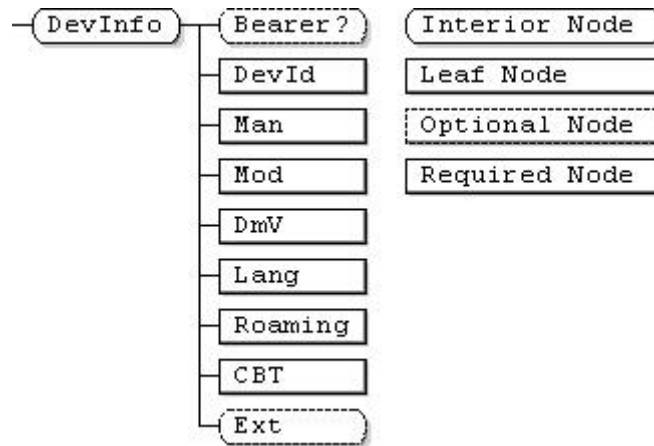 DevInfo
Bearer?
DevId
Man
Mod
DmV
Lang
Roaming
CBT
Ext
Interior Node
Leaf Node
Optional Node
Required Node